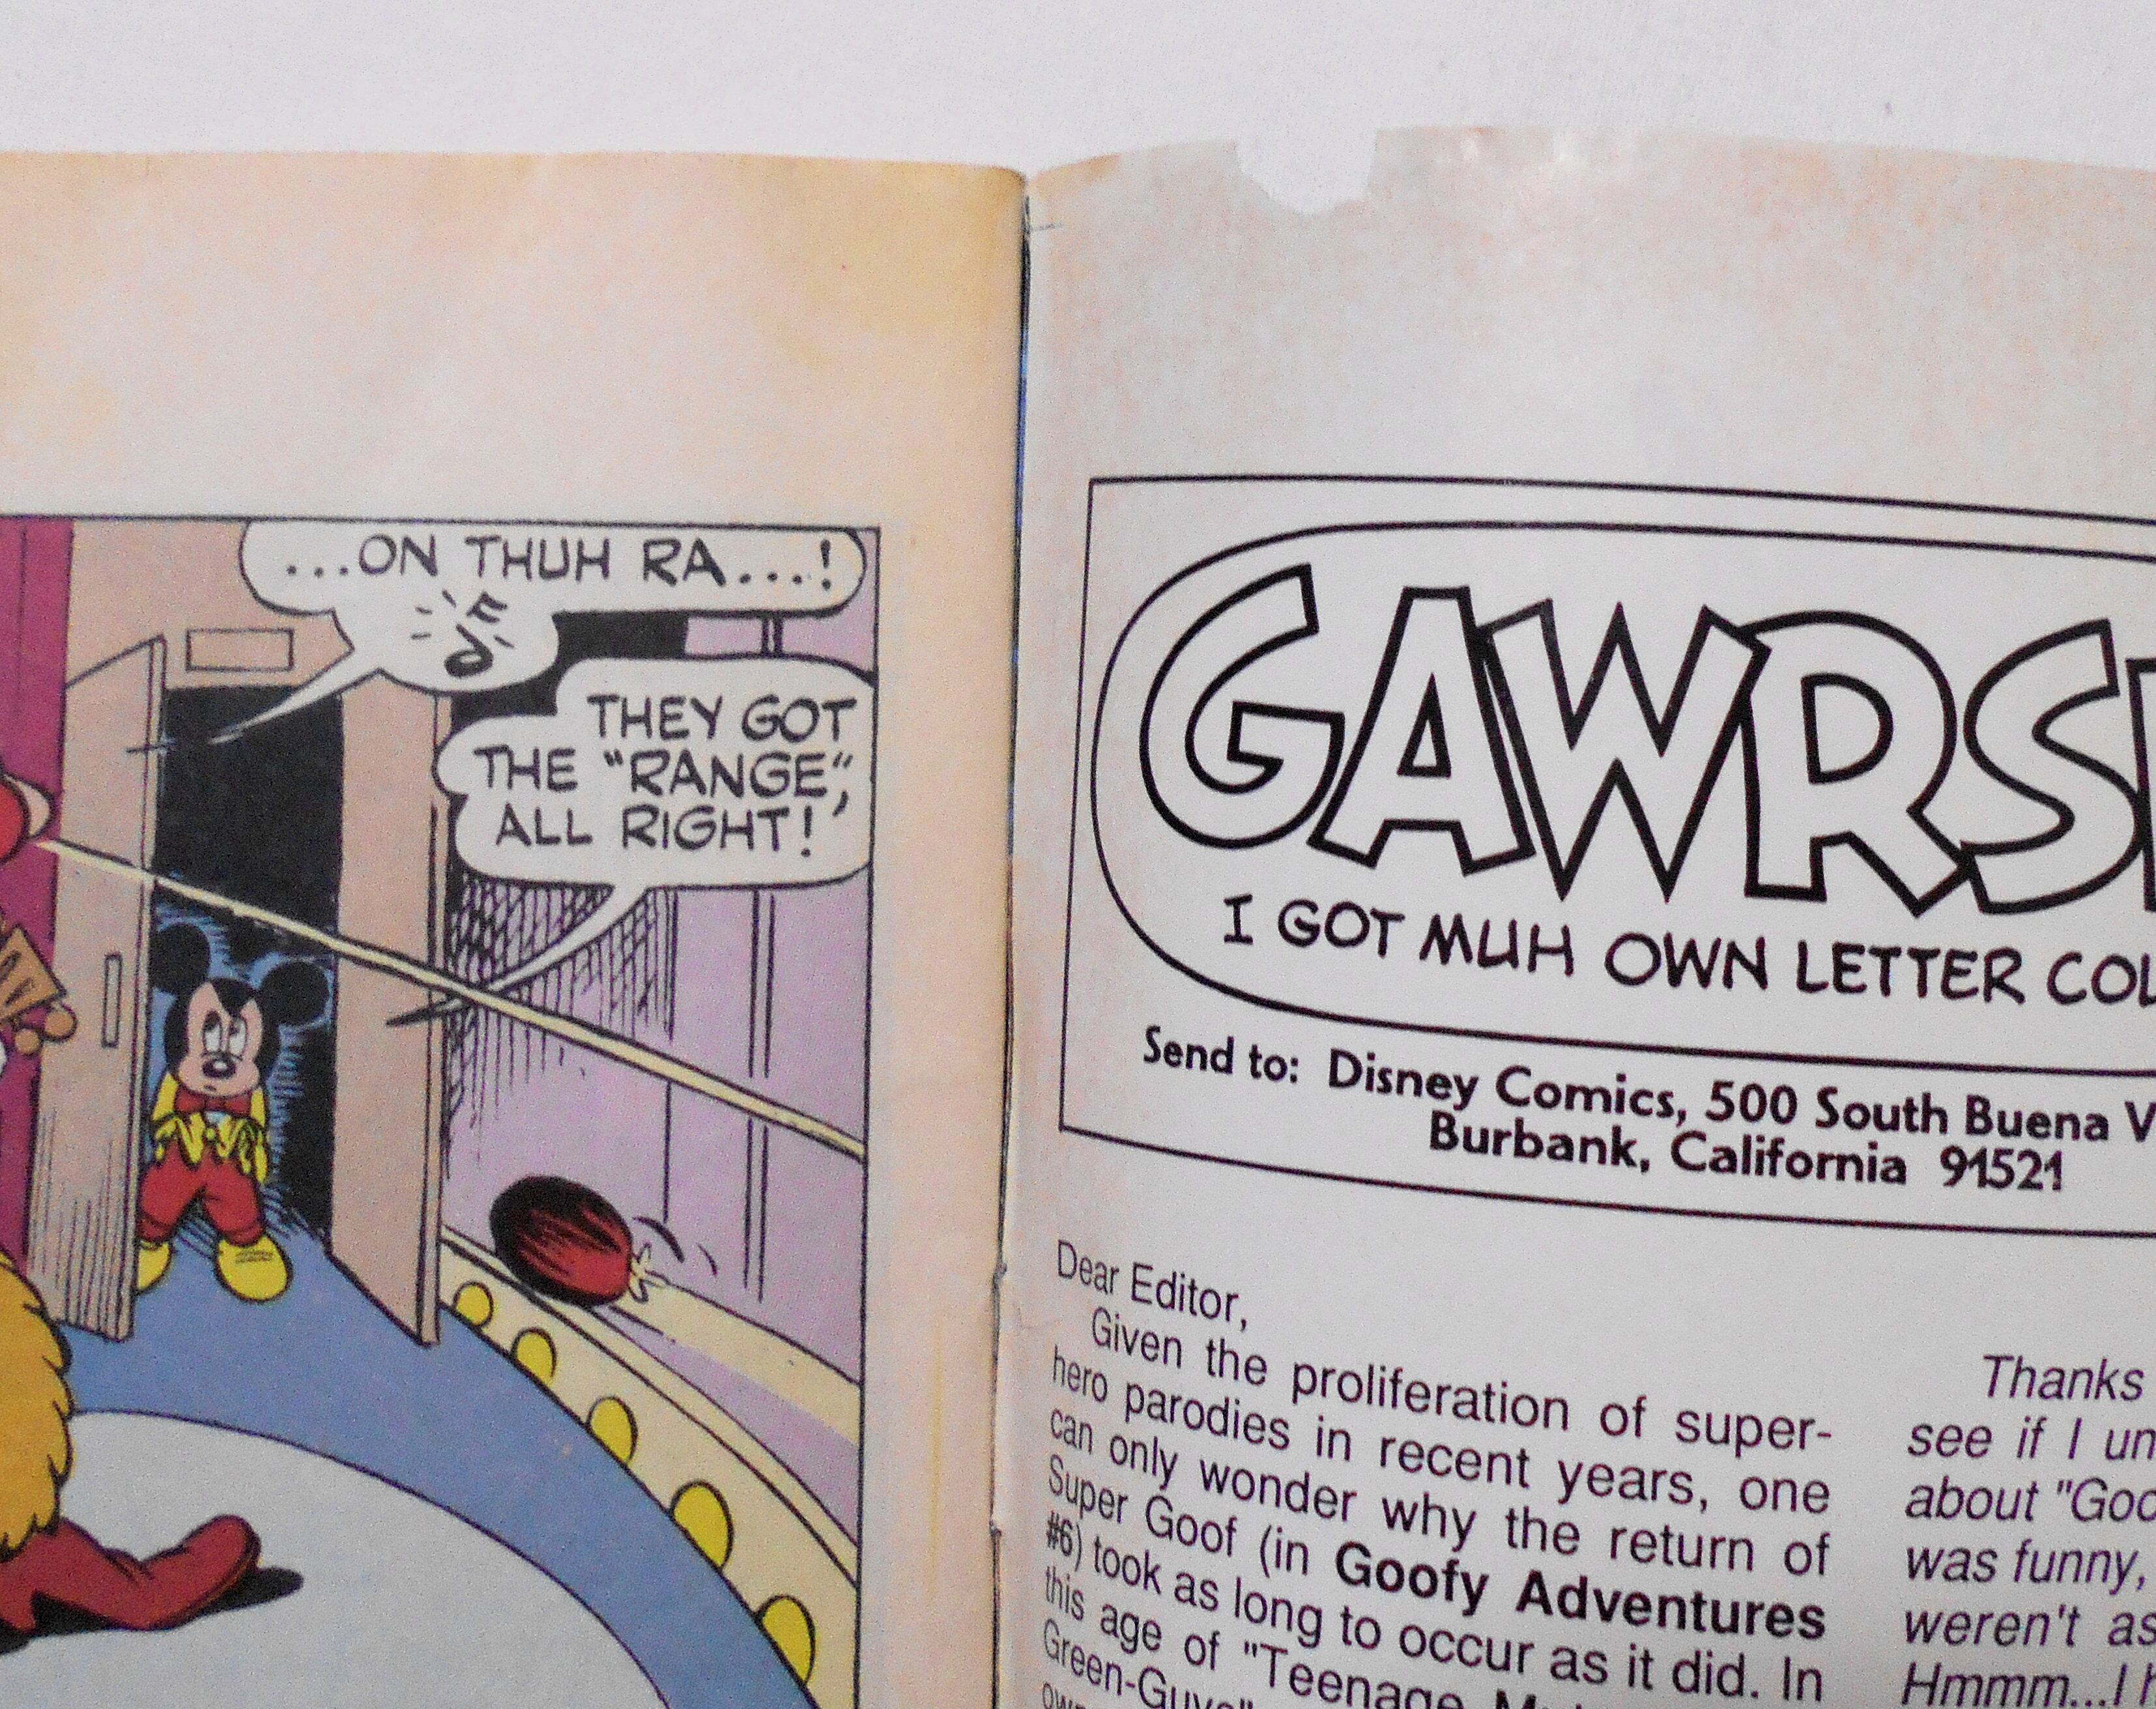 ...ON THUH RA....!
THEY GOT
THE "RANGE",
ALL RIGHT!
GAWRS
I GOT MUH OWN LETTER
Send to: Disney Comics, 500 South Buena
Burbank, California 91521
Dear Editor,
Given the proliferation of super-
hero parodies in recent years, one
can only wonder why the return of
Super Goof (in Goofy Adventures
#6) took as long to occur as it did. In
this age of "Teenage
Green-Guys"
Thanks
see if I
about
was funny,
weren't as
Hmmm...I